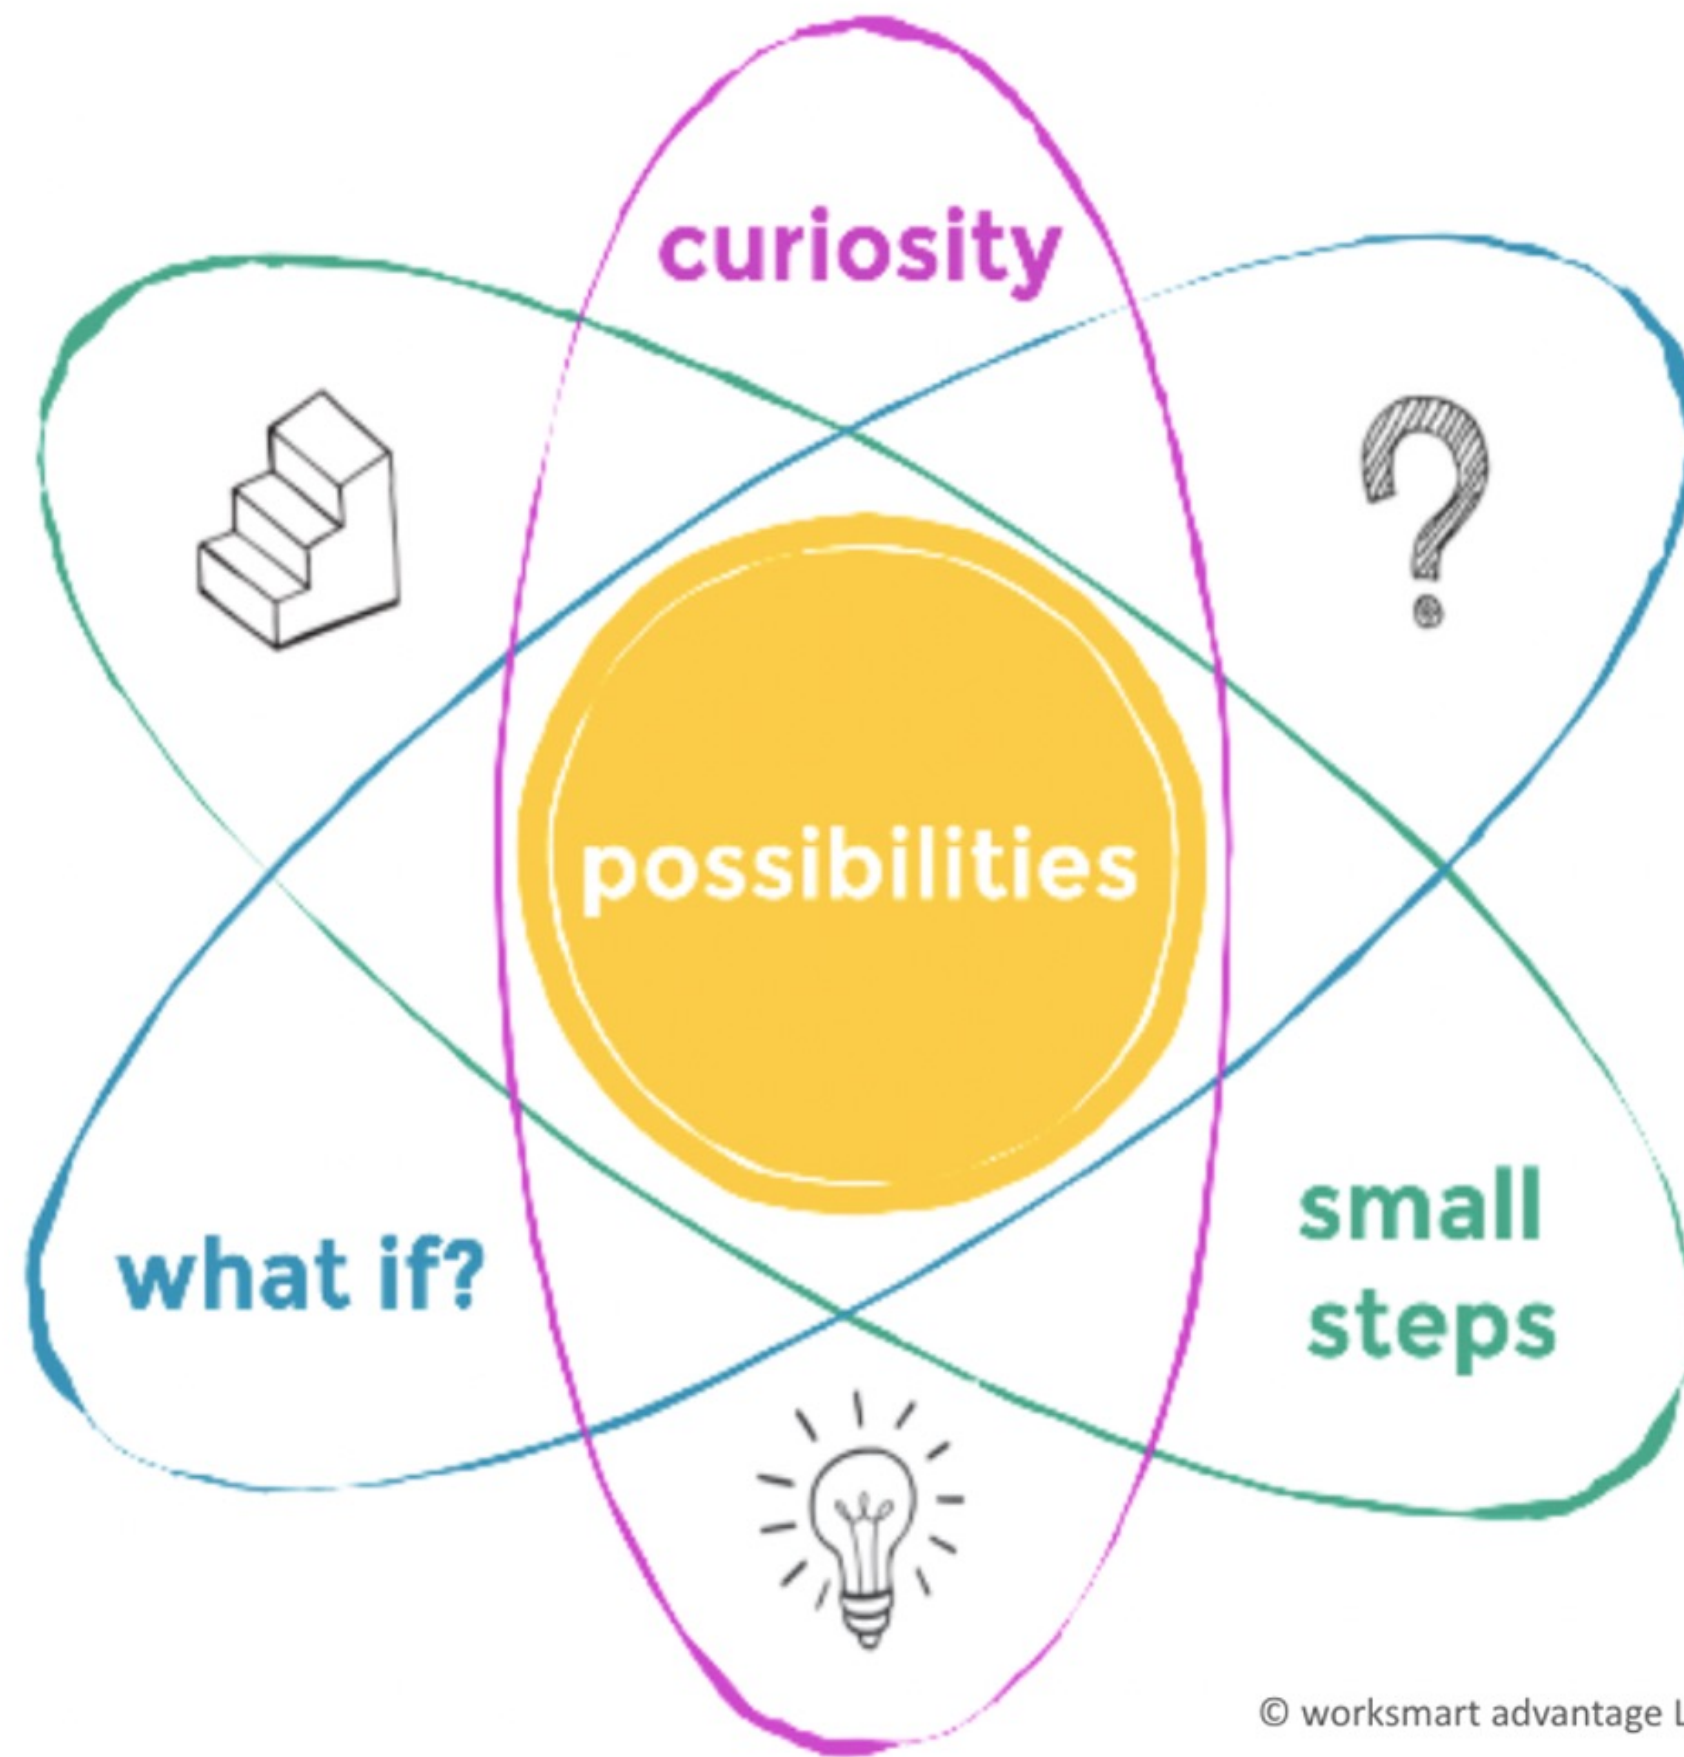 curiosity
possibilities
what if?
small
steps
© worksmart advantage L